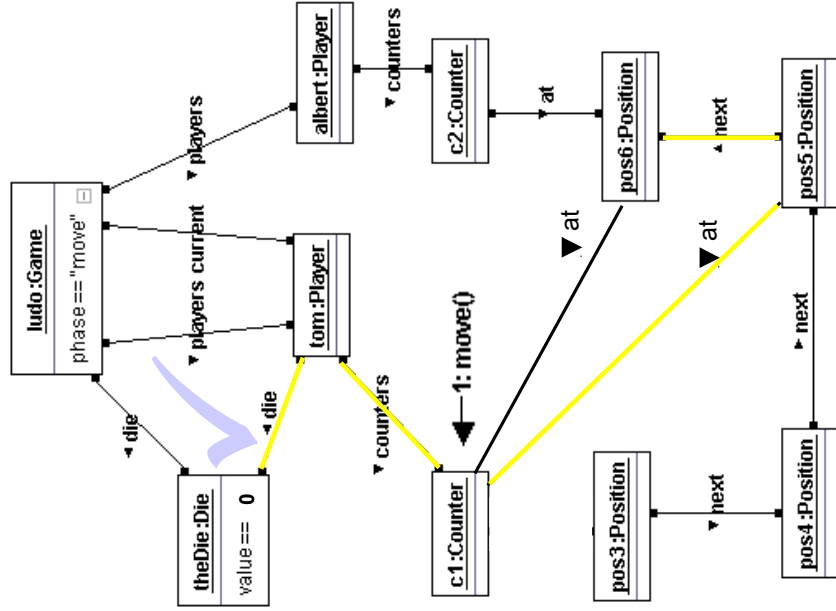 ludo:Game
phase=="move"
players
players
current
die
theDie:Die
value== 0
die
tom:Player
albert:Player
counters
counters
1: move()
c1:Counter
c2:Counter
at
at
at
pos6:Position
next
pos5:Position
next
pos3:Position
next
pos4:Position